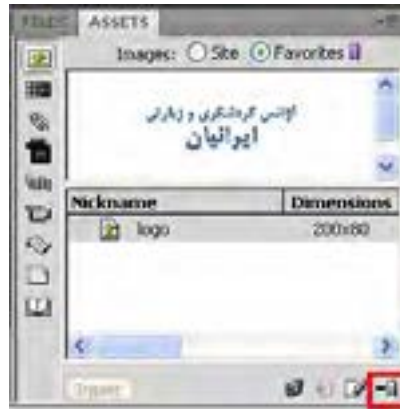 FILES ASSETS
Images: Site Favorites
آژانس گردشگری و زیارتی
ایرانیان
Nickname Dimensions
logo 200x80
Insert